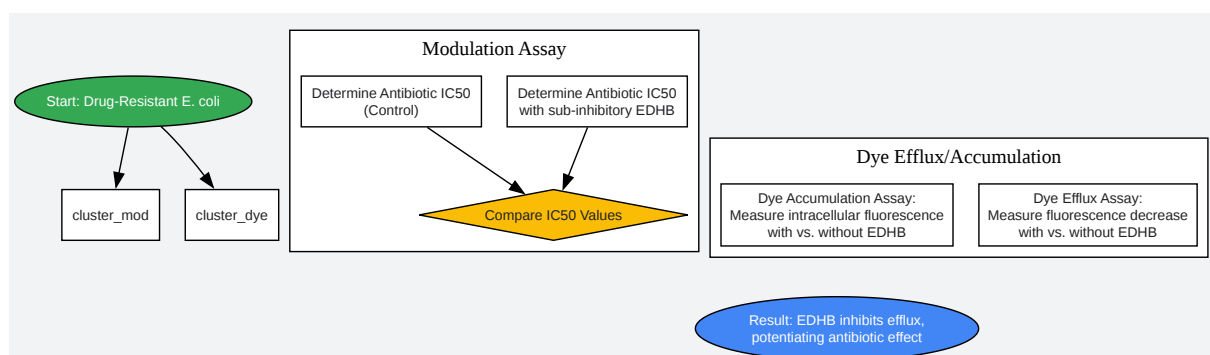 Start: Drug-Resistant E. coli
cluster_mod
cluster_dye
Modulation Assay
Determine Antibiotic IC50
(Control)
Determine Antibiotic IC50
with sub-inhibitory EDHB
Compare IC50 Values
Dye Efflux/Accumulation
Dye Accumulation Assay:
Measure intracellular fluorescence
with vs. without EDHB
Dye Efflux Assay:
Measure fluorescence decrease
with vs. without EDHB
Result: EDHB inhibits efflux,
potentiating antibiotic effect